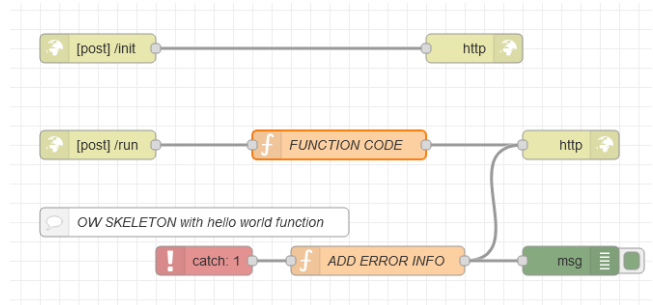 [post] /init
http
[post] /run
FUNCTION CODE
http
OW SKELETON with hello world function
catch: 1
ADD ERROR INFO
msg